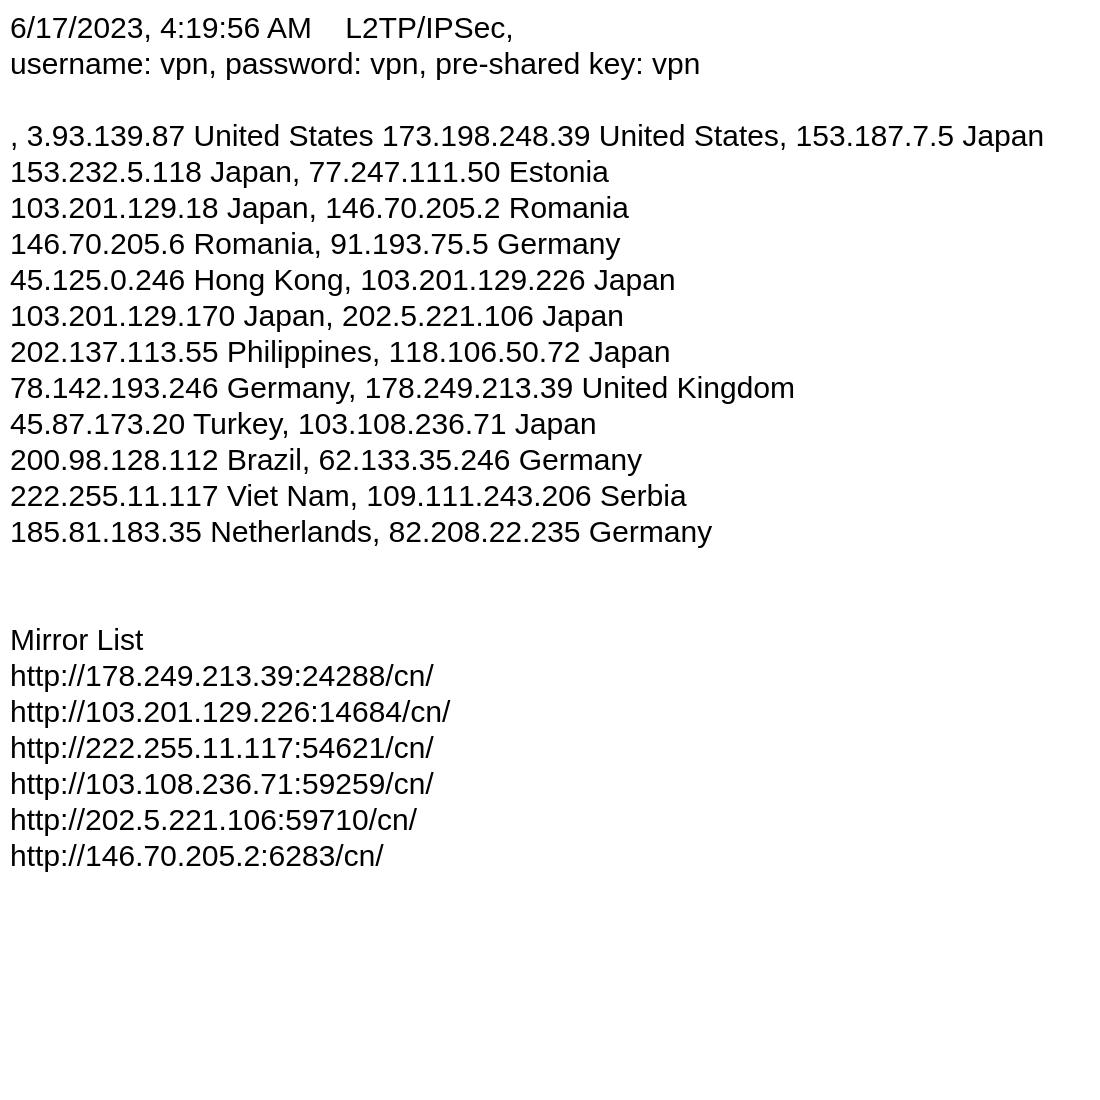 6/17/2023, 4:19:56 AM    L2TP/IPSec,
username: vpn, password: vpn, pre-shared key: vpn
, 3.93.139.87 United States 173.198.248.39 United States, 153.187.7.5 Japan
153.232.5.118 Japan, 77.247.111.50 Estonia
103.201.129.18 Japan, 146.70.205.2 Romania
146.70.205.6 Romania, 91.193.75.5 Germany
45.125.0.246 Hong Kong, 103.201.129.226 Japan
103.201.129.170 Japan, 202.5.221.106 Japan
202.137.113.55 Philippines, 118.106.50.72 Japan
78.142.193.246 Germany, 178.249.213.39 United Kingdom
45.87.173.20 Turkey, 103.108.236.71 Japan
200.98.128.112 Brazil, 62.133.35.246 Germany
222.255.11.117 Viet Nam, 109.111.243.206 Serbia
185.81.183.35 Netherlands, 82.208.22.235 Germany
Mirror List
http://178.249.213.39:24288/cn/
http://103.201.129.226:14684/cn/
http://222.255.11.117:54621/cn/
http://103.108.236.71:59259/cn/
http://202.5.221.106:59710/cn/
http://146.70.205.2:6283/cn/